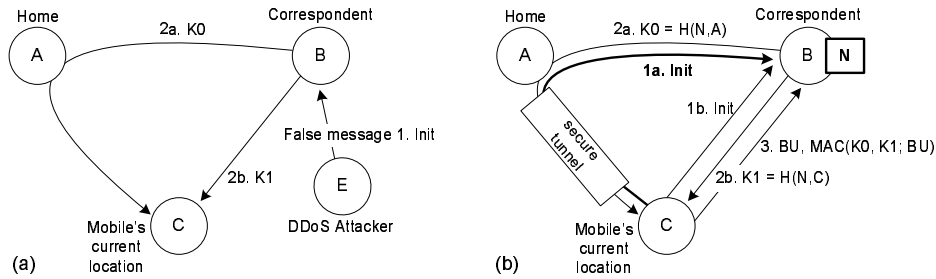 Home
Correspondent
2a. K0
A
B
False message 1. Init
2b. K1
E
DDoS Attacker
C
Mobile's
current
location
(a)
Home
Correspondent
2a. K0 = H(N,A)
A
B
N
1a. Init
1b. Init
secure
tunnel
3. BU, MAC(K0, K1; BU)
2b. K1 = H(N,C)
C
Mobile's
current
location
(b)